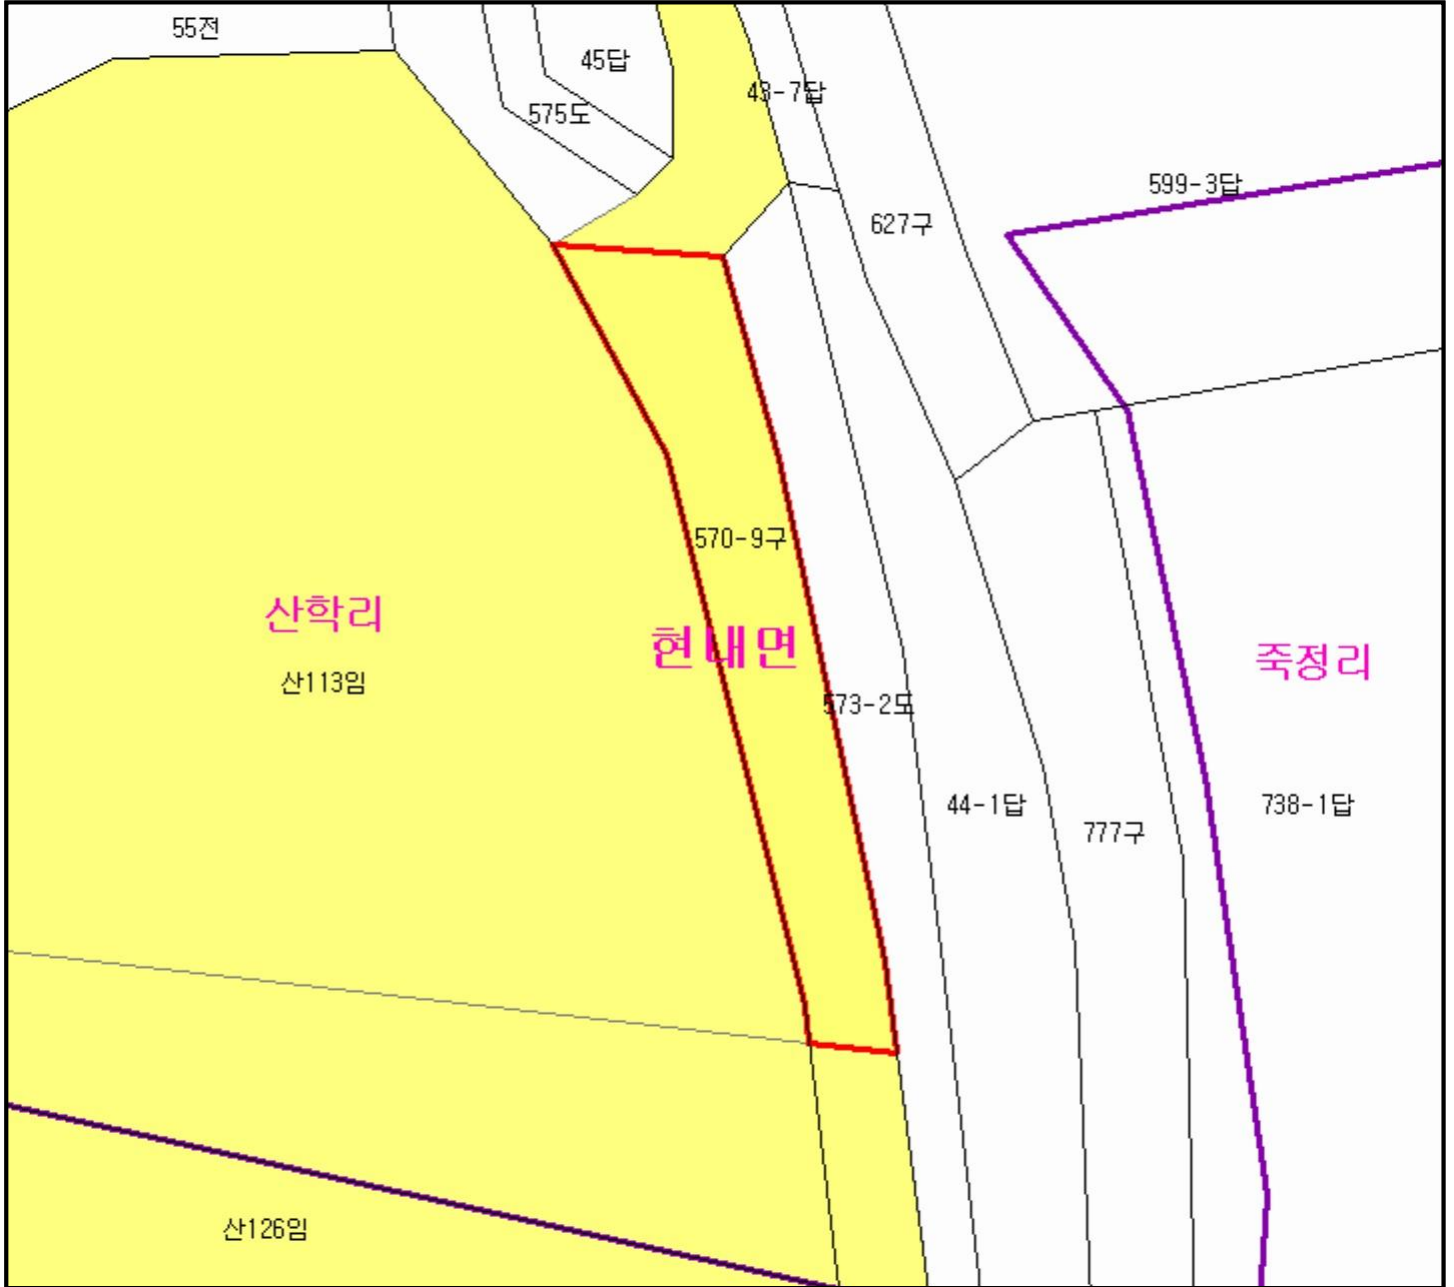 55전
45답
43-7답
575도
599-3답
627구
570-9구
산학리
현내면
죽정리
산113임
573-2도
44-1답
738-1답
777구
산126임